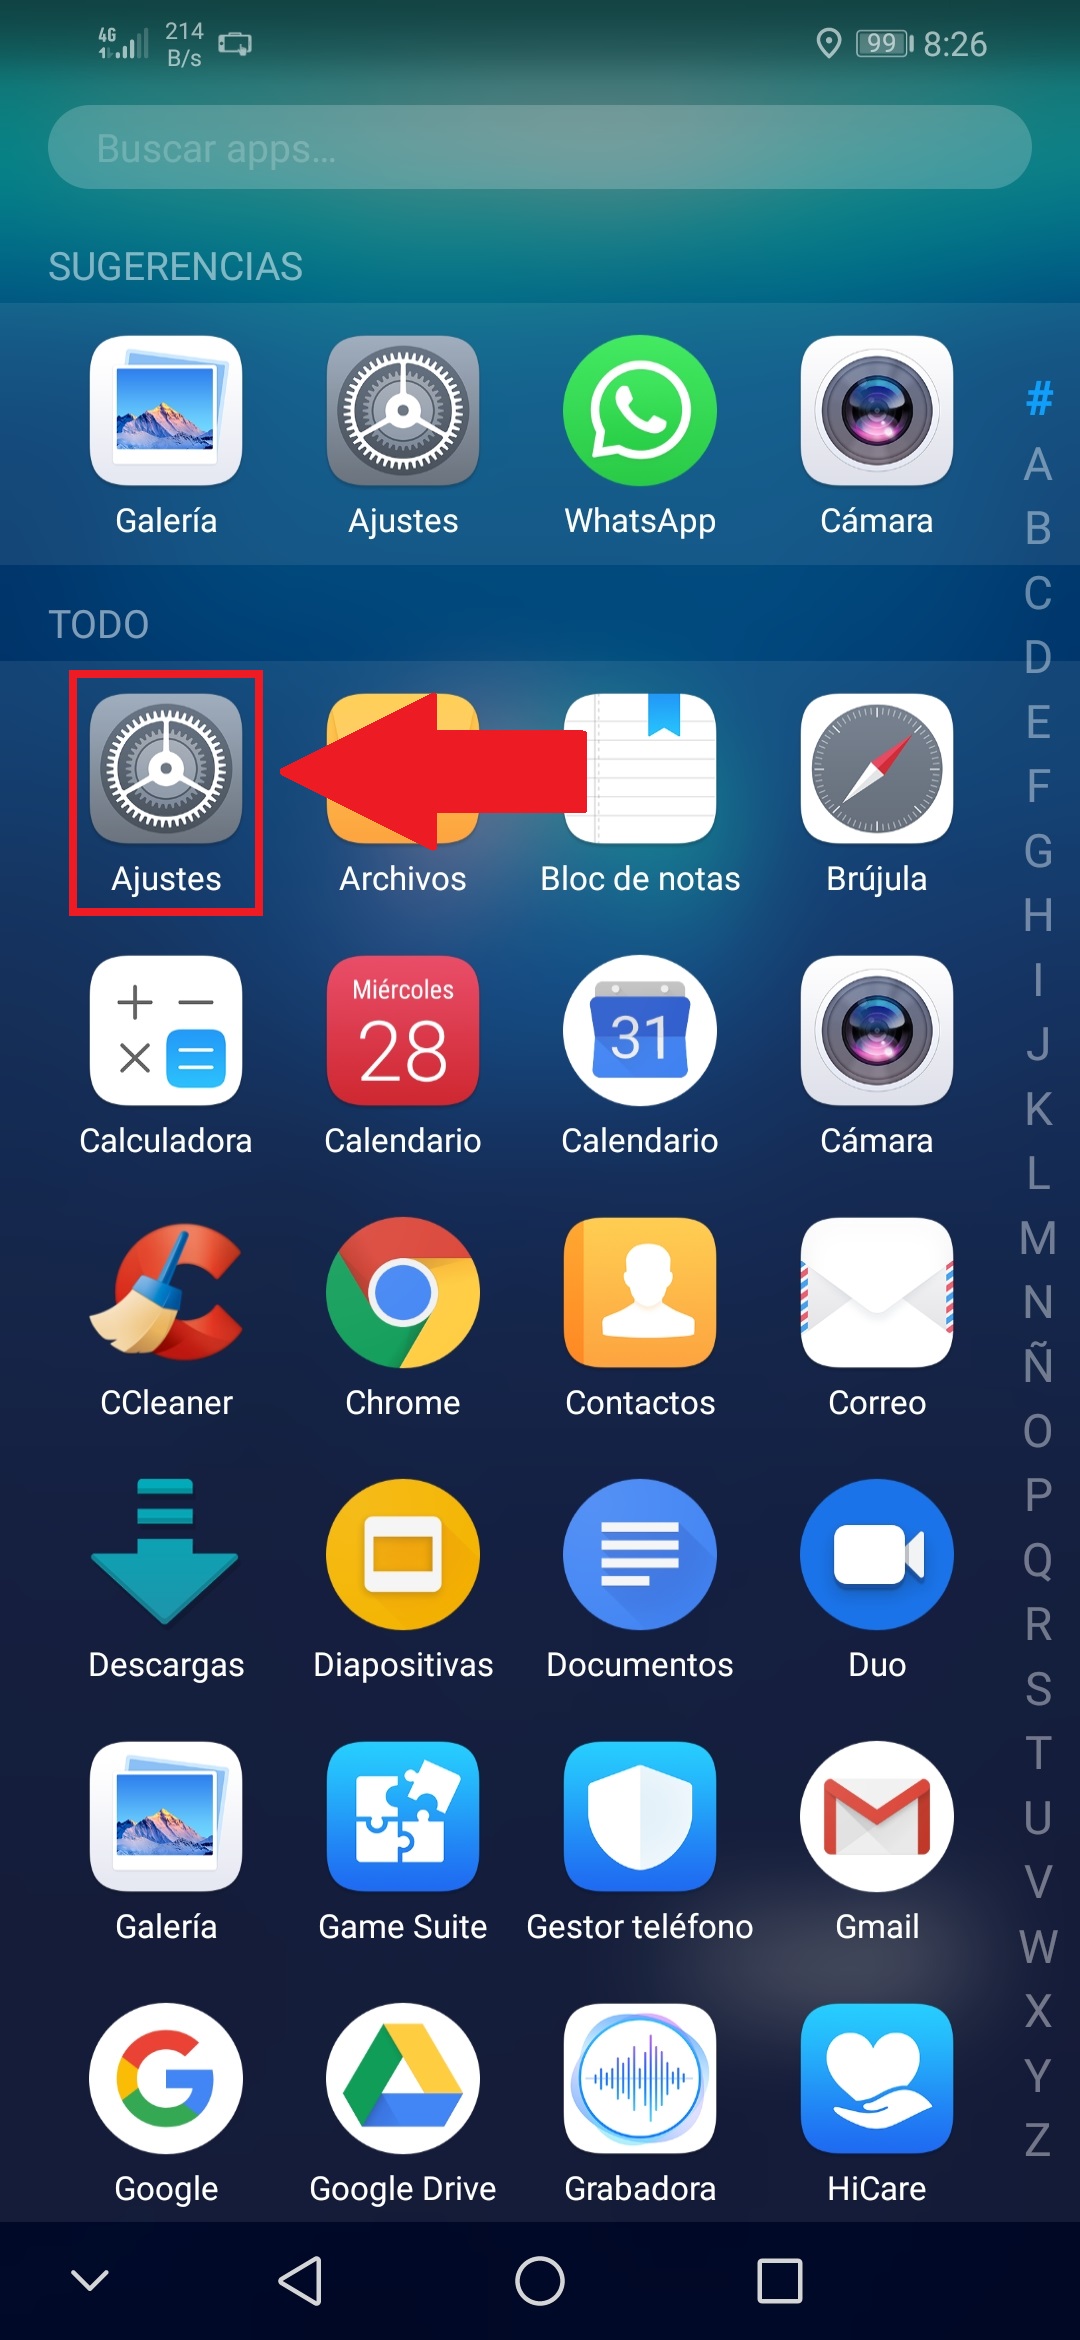 4G 214 B/s 99 8:26
Buscar apps...
SUGERENCIAS
Galería Ajustes WhatsApp Cámara
TODO
Ajustes Archivos Bloc de notas Brújula
Miércoles
28
31
Calculadora Calendario Calendario Cámara
CCleaner Chrome Contactos Correo
Descargas Diapositivas Documentos Duo
Galería Game Suite Gestor teléfono Gmail
Google Google Drive Grabadora HiCare
#
A
B
C
D
E
F
G
H
I
J
K
L
M
N
Ñ
O
P
Q
R
S
T
U
V
W
X
Y
Z